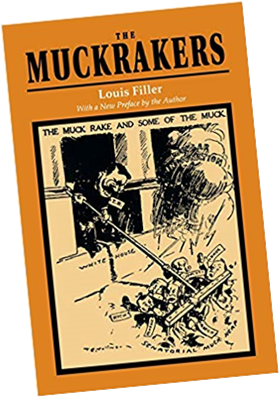 THE
MUCKRAKERS
Louis Filler
With a New Preface by the Author
THE MUCK RAKE AND SOME OF THE MUCK
WHITE HOUSE
SENATORIAL MUCK HEAP